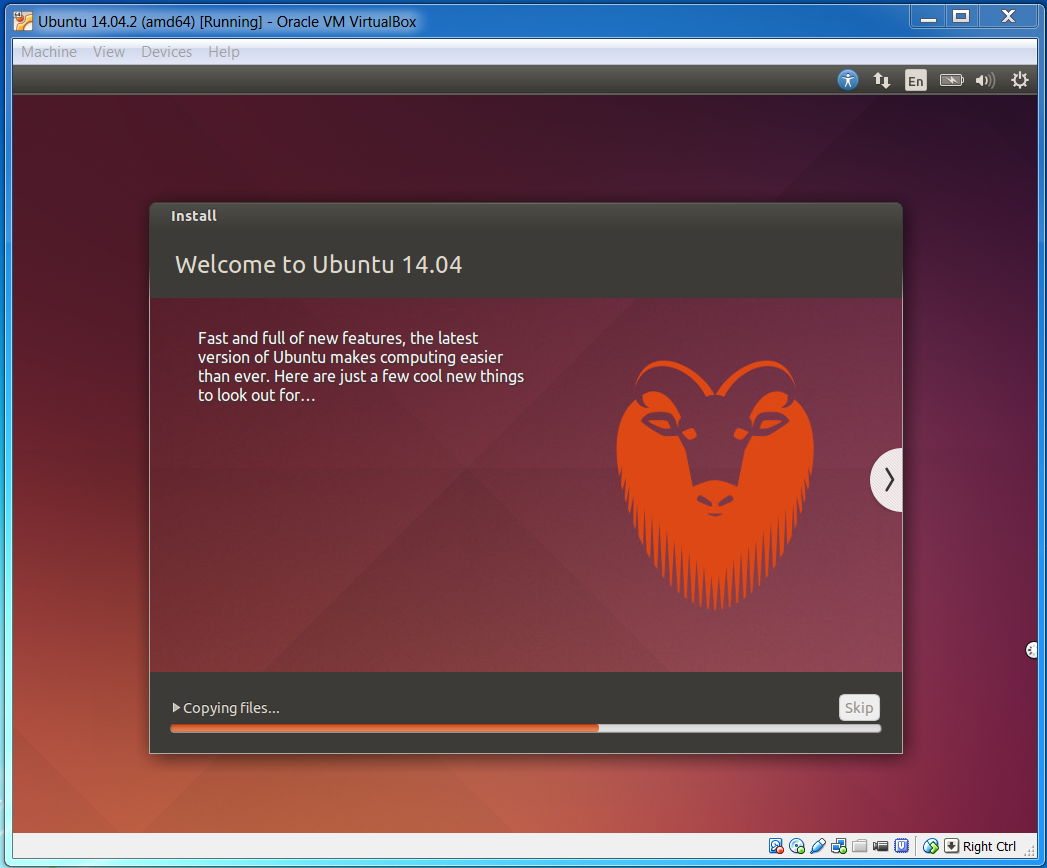 Ubuntu 14.04.2 (amd64) [Running] - Oracle VM VirtualBox
Machine View Devices Help
En
Install
Welcome to Ubuntu 14.04
Fast and full of new features, the latest
version of Ubuntu makes computing easier
than ever. Here are just a few cool new things
to look out for…
Copying files...
Skip
Right Ctrl